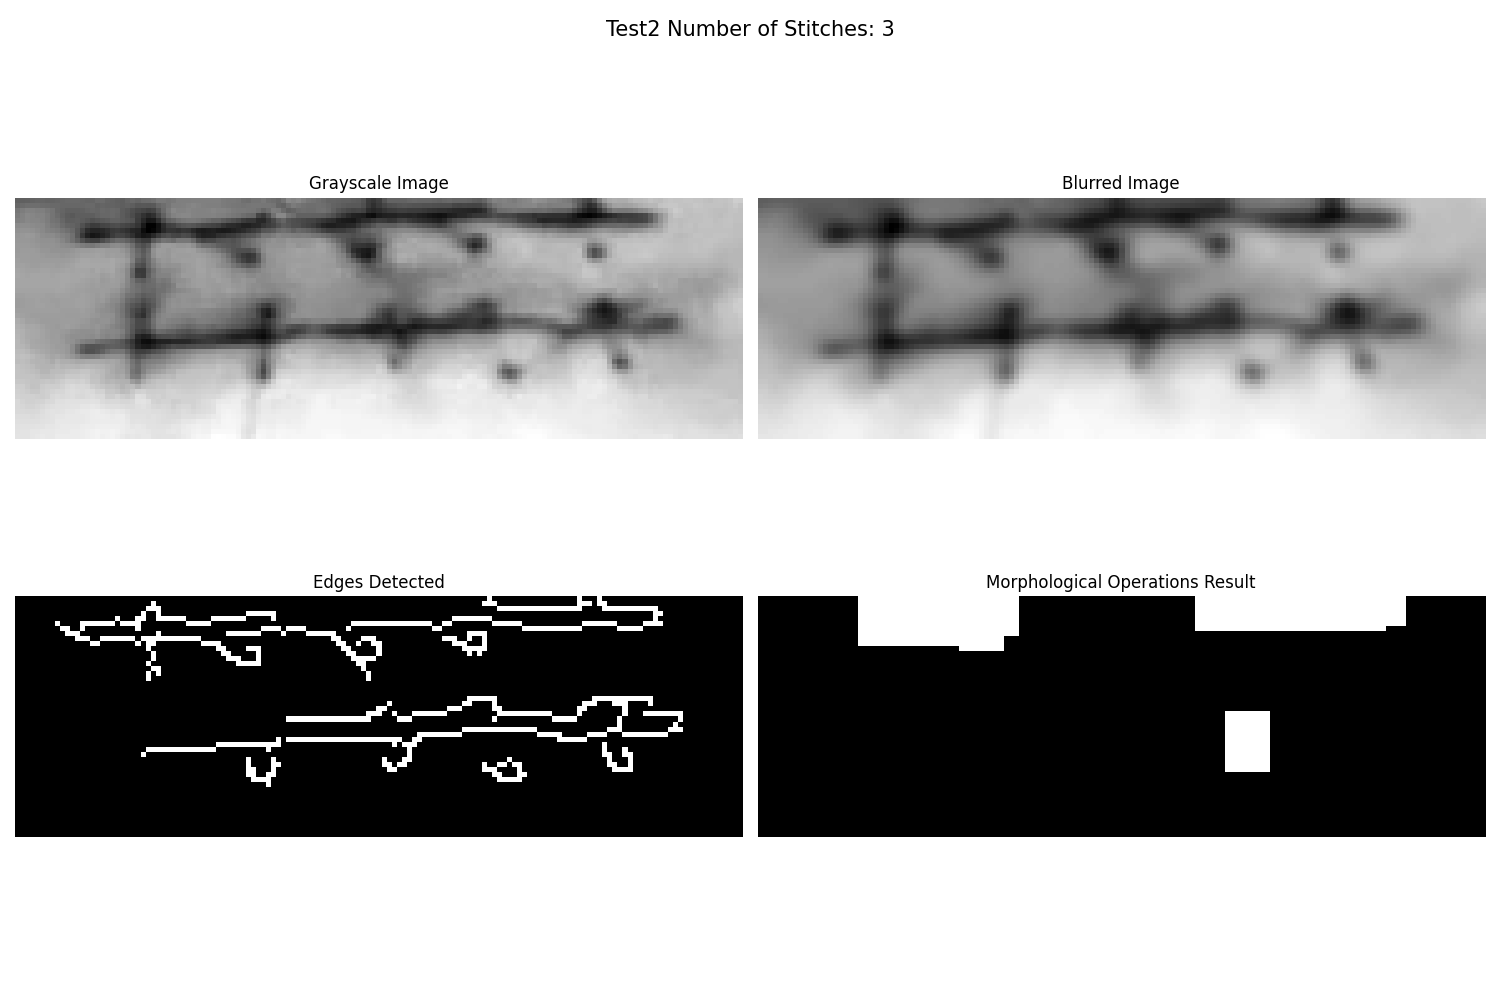 Test2 Number of Stitches: 3
Grayscale Image
Blurred Image
Edges Detected
Morphological Operations Result